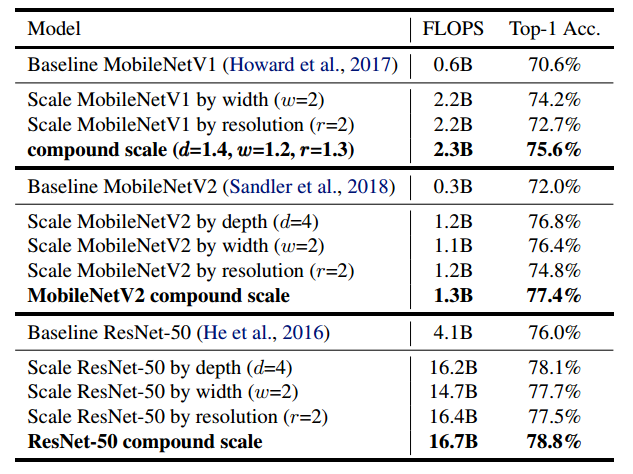 Model FLOPS Top-1 Acc.
Baseline MobileNetV1 (Howard et al., 2017) 0.6B 70.6%
Scale MobileNetV1 by width (w=2) 2.2B 74.2%
Scale MobileNetV1 by resolution (r=2) 2.2B 72.7%
compound scale (d=1.4, w=1.2, r=1.3) 2.3B 75.6%
Baseline MobileNetV2 (Sandler et al., 2018) 0.3B 72.0%
Scale MobileNetV2 by depth (d=4) 1.2B 76.8%
Scale MobileNetV2 by width (w=2) 1.1B 76.4%
Scale MobileNetV2 by resolution (r=2) 1.2B 74.8%
MobileNetV2 compound scale 1.3B 77.4%
Baseline ResNet-50 (He et al., 2016) 4.1B 76.0%
Scale ResNet-50 by depth (d=4) 16.2B 78.1%
Scale ResNet-50 by width (w=2) 14.7B 77.7%
Scale ResNet-50 by resolution (r=2) 16.4B 77.5%
ResNet-50 compound scale 16.7B 78.8%